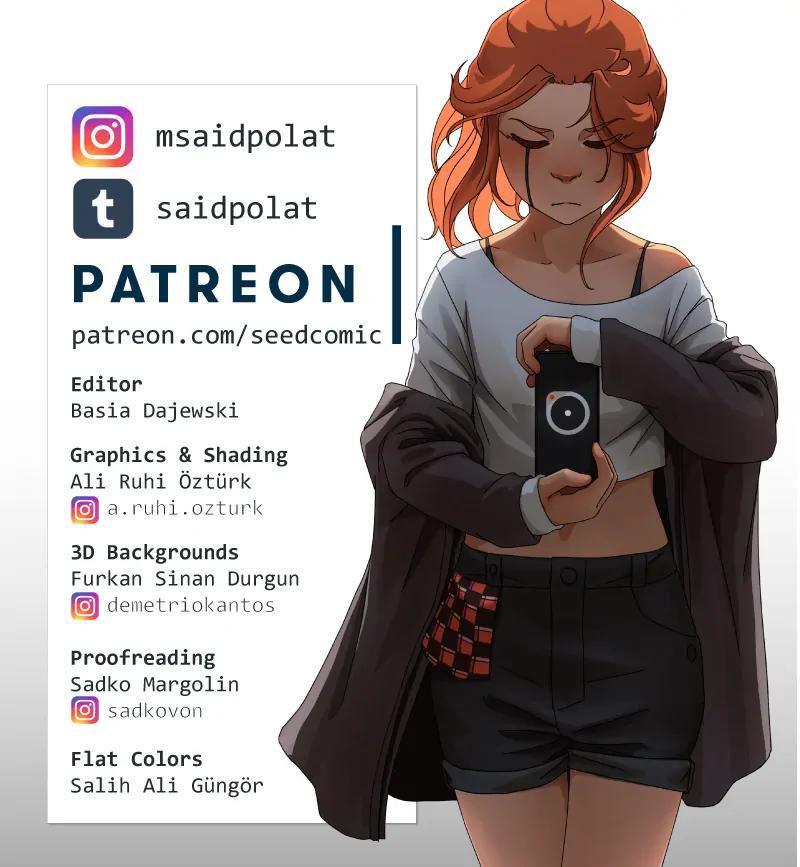 msaidpolat
t saidpolat
PATREON
patreon.com/seedcomic
Editor
Basia Dajewski
Graphics & Shading
Ali Ruhi Öztürk
a.ruhi.ozturk
3D Backgrounds
Furkan Sinan Durgun
demetriokantos
Proofreading
Sadko Margolin
sadkovon
Flat Colors
Salih Ali Güngör